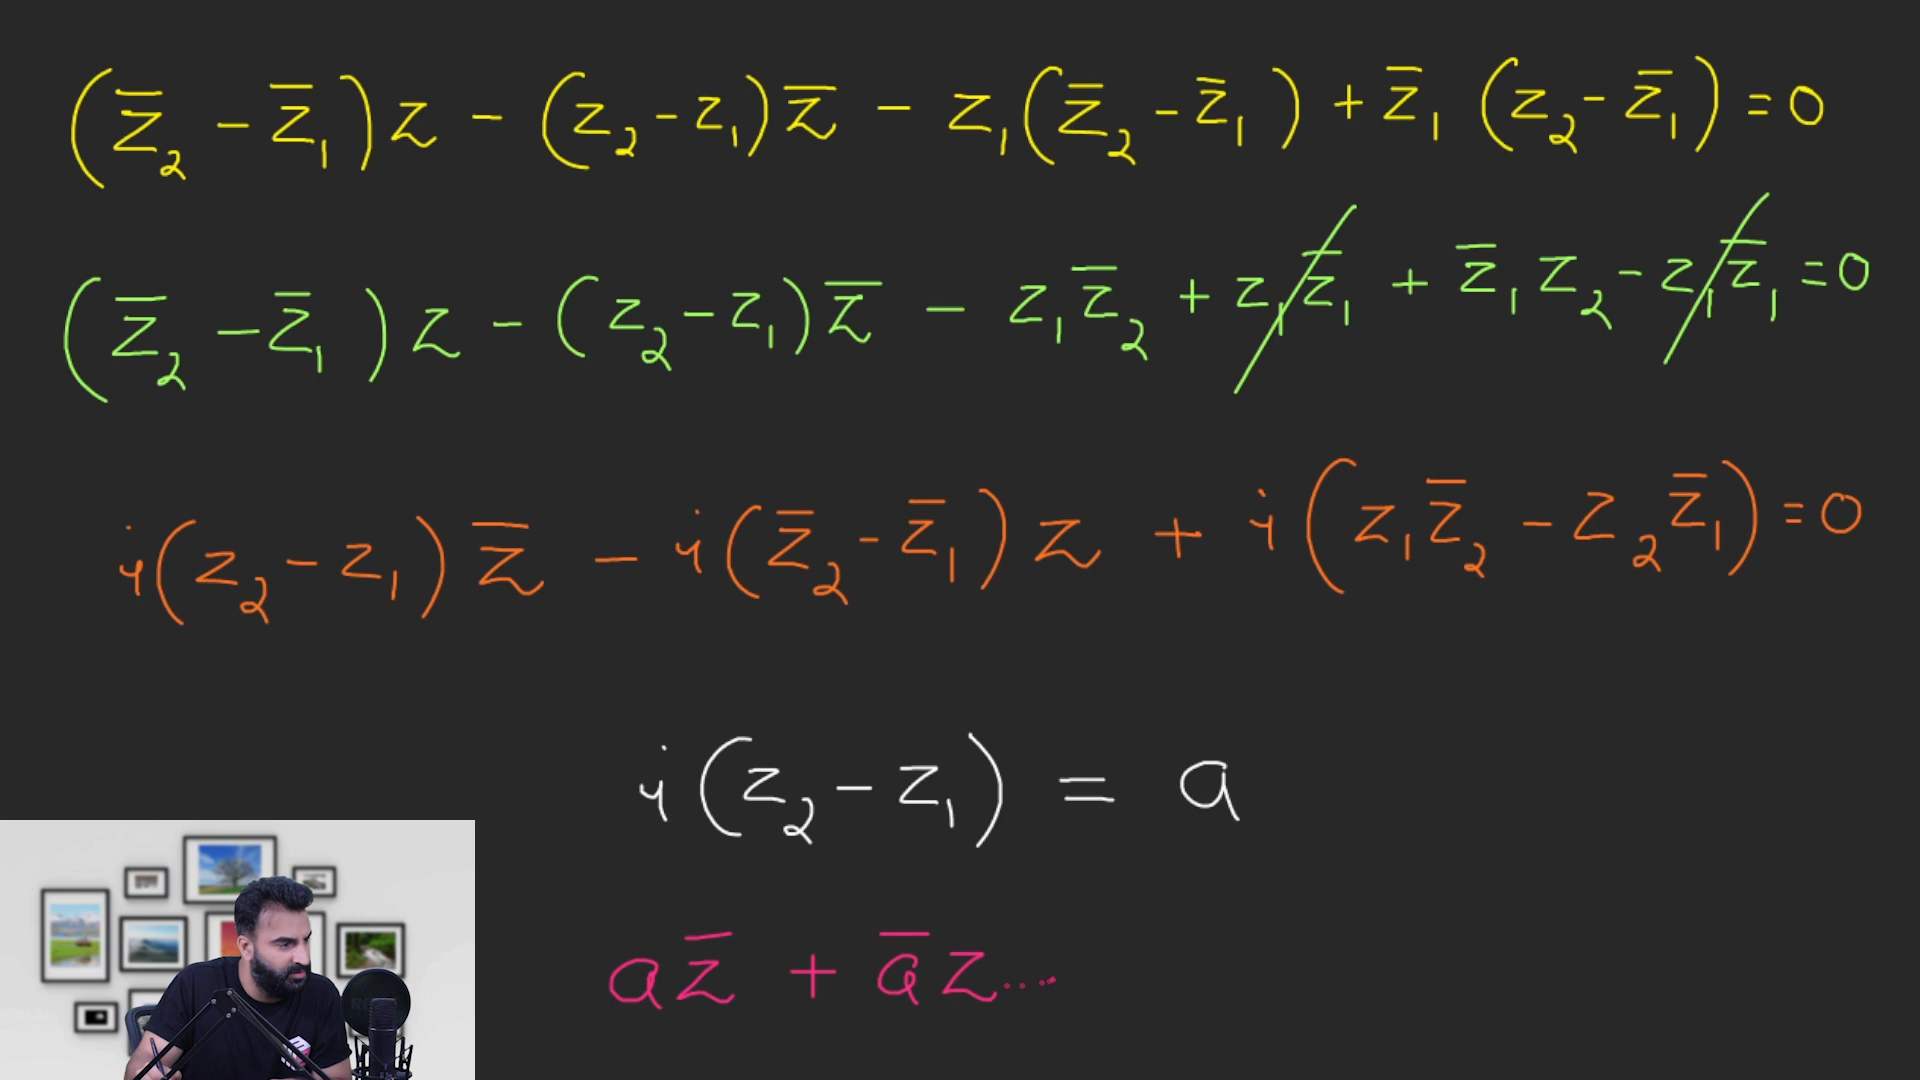 (z̅₂ − z̅₁)z − (z₂ − z₁)z̅ − z₁(z̅₂ − z̅₁) + z̅₁(z₂ − z̅₁) = 0
(z̅₂ − z̅₁)z − (z₂ − z₁)z̅ − z₁z̅₂ + z₁z̅₁ + z̅₁z₂ − z₁z̅₁ = 0
i(z₂ − z₁)z̅ − i(z̅₂ − z̅₁)z + i(z₁z̅₂ − z₂z̅₁) = 0
i(z₂ − z₁) = a
az̅ + a̅z....